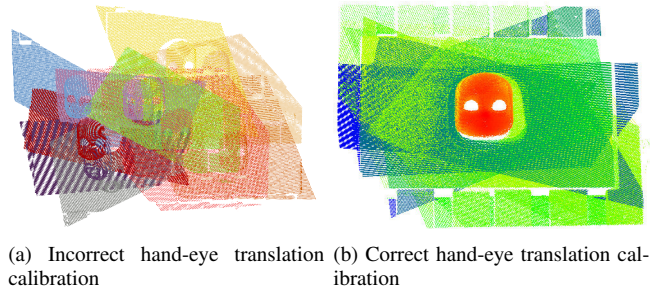 (a) Incorrect hand-eye translation calibration
(b) Correct hand-eye translation cal-
ibration